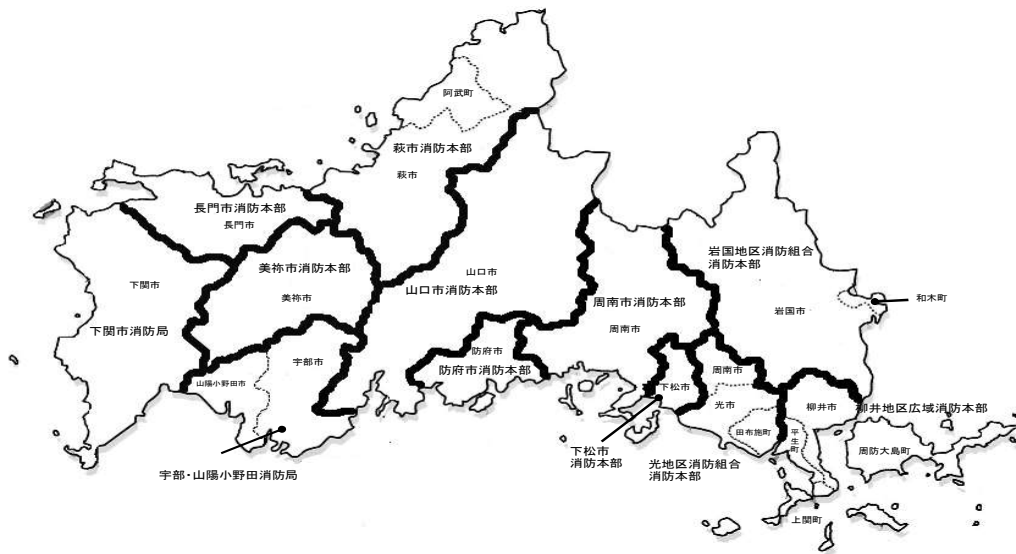 阿武町
萩市消防本部
萩市
長門市消防本部
長門市
美祢市消防本部
美祢市
下関市
下関市消防局
山口市
山口市消防本部
岩国地区消防組合
消防本部
和木町
岩国市
周南市消防本部
周南市
防府市
防府市消防本部
宇部市
山陽小野田市
宇部・山陽小野田消防局
下松市
下松市
消防本部
周南市
光市
田布施町
光地区消防組合
消防本部
柳井市
柳井地区広域消防本部
平生町
周防大島町
上関町